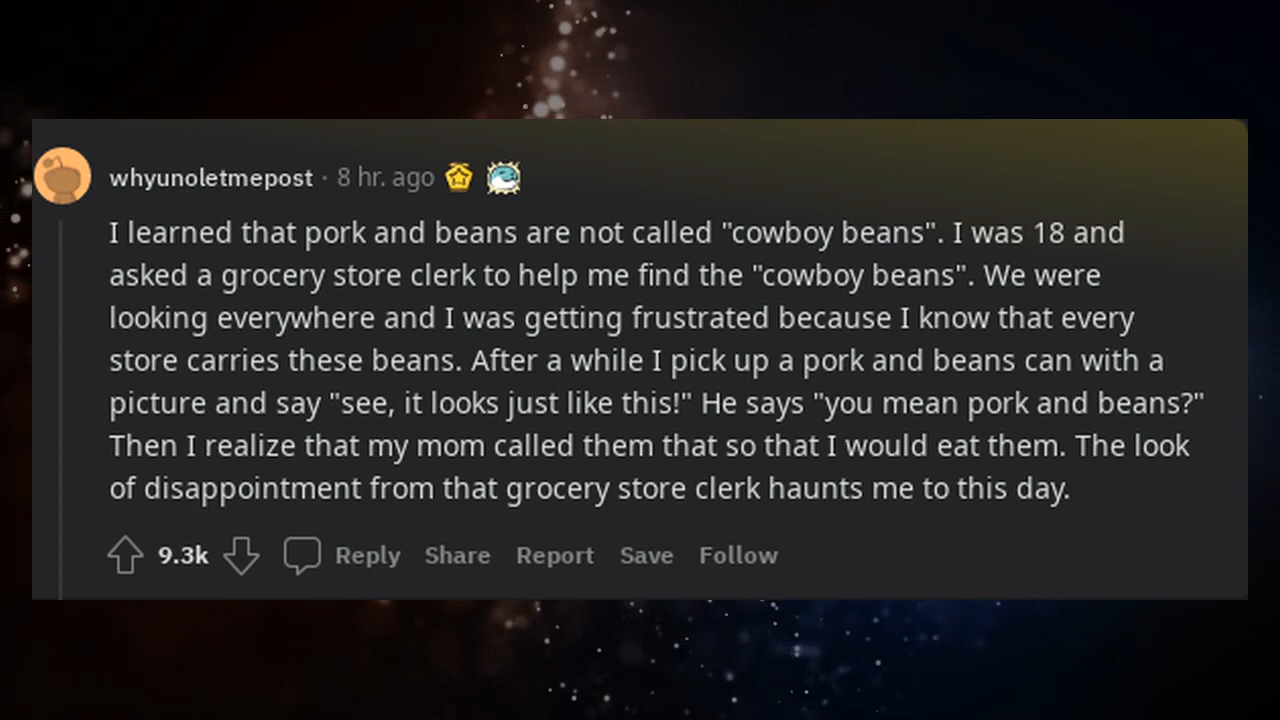 whyunoletmepost · 8 hr. ago
I learned that pork and beans are not called "cowboy beans". I was 18 and
asked a grocery store clerk to help me find the "cowboy beans". We were
looking everywhere and I was getting frustrated because I know that every
store carries these beans. After a while I pick up a pork and beans can with a
picture and say "see, it looks just like this!" He says "you mean pork and beans?"
Then I realize that my mom called them that so that I would eat them. The look
of disappointment from that grocery store clerk haunts me to this day.
9.3k Reply Share Report Save Follow